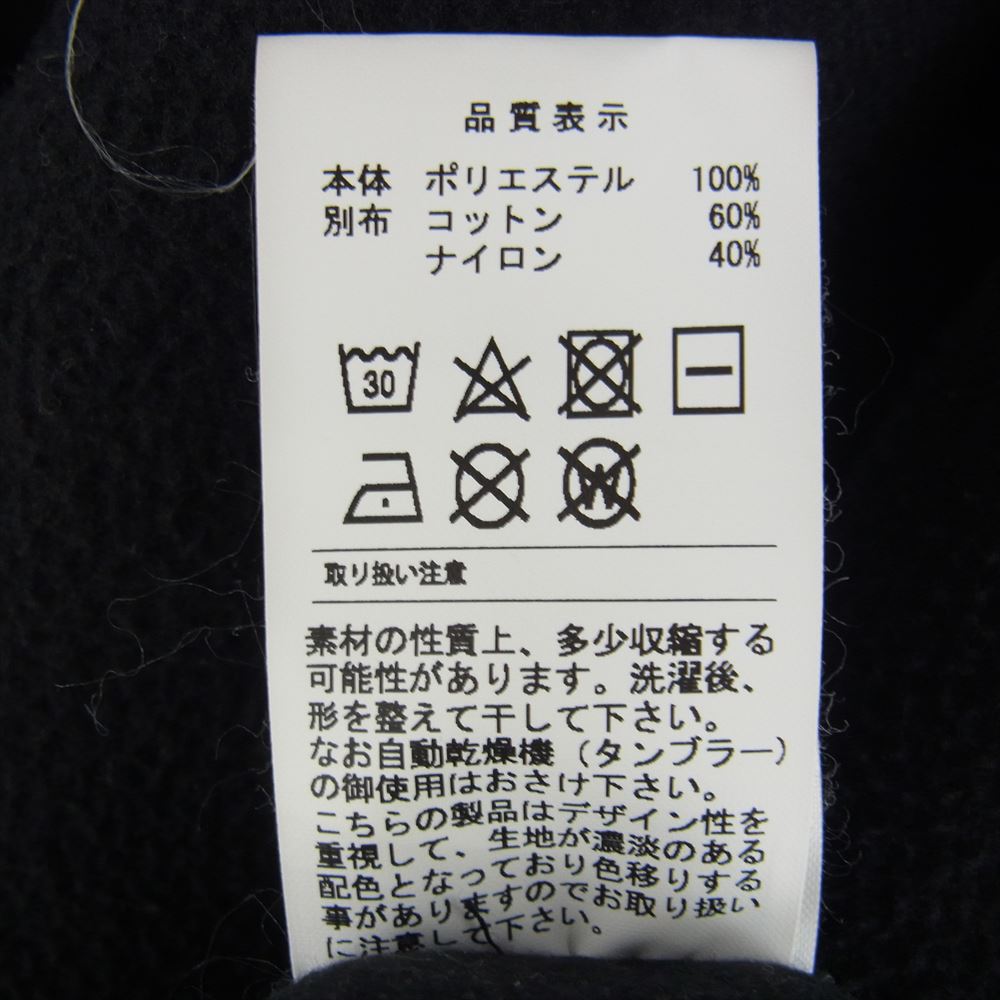 品質表示
本体 ポリエステル 100%
別布 コットン 60%
ナイロン 40%
30
W
取り扱い注意
素材の性質上、多少収縮する
可能性があります。洗濯後、
形を整えて干して下さい。
なお自動乾燥機（タンブラー）
の御使用はおさけ下さい。
こちらの製品はデザイン性を
重視して、生地が濃淡のある
配色となっており色移りする
事がありますのでお取り扱い
に注意して下さい。